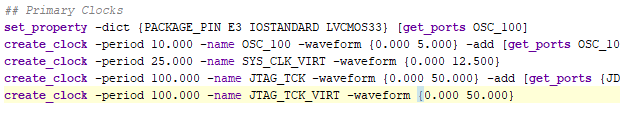 ## Primary Clocks
set_property -dict {PACKAGE_PIN E3 IOSTANDARD LVCMOS33} [get_ports OSC_100]
create_clock -period 10.000 -name OSC_100 -waveform {0.000 5.000} -add [get_ports OSC_10
create_clock -period 25.000 -name SYS_CLK_VIRT -waveform {0.000 12.500}
create_clock -period 100.000 -name JTAG_TCK -waveform {0.000 50.000} -add [get_ports {JD
create_clock -period 100.000 -name JTAG_TCK_VIRT -waveform {0.000 50.000}